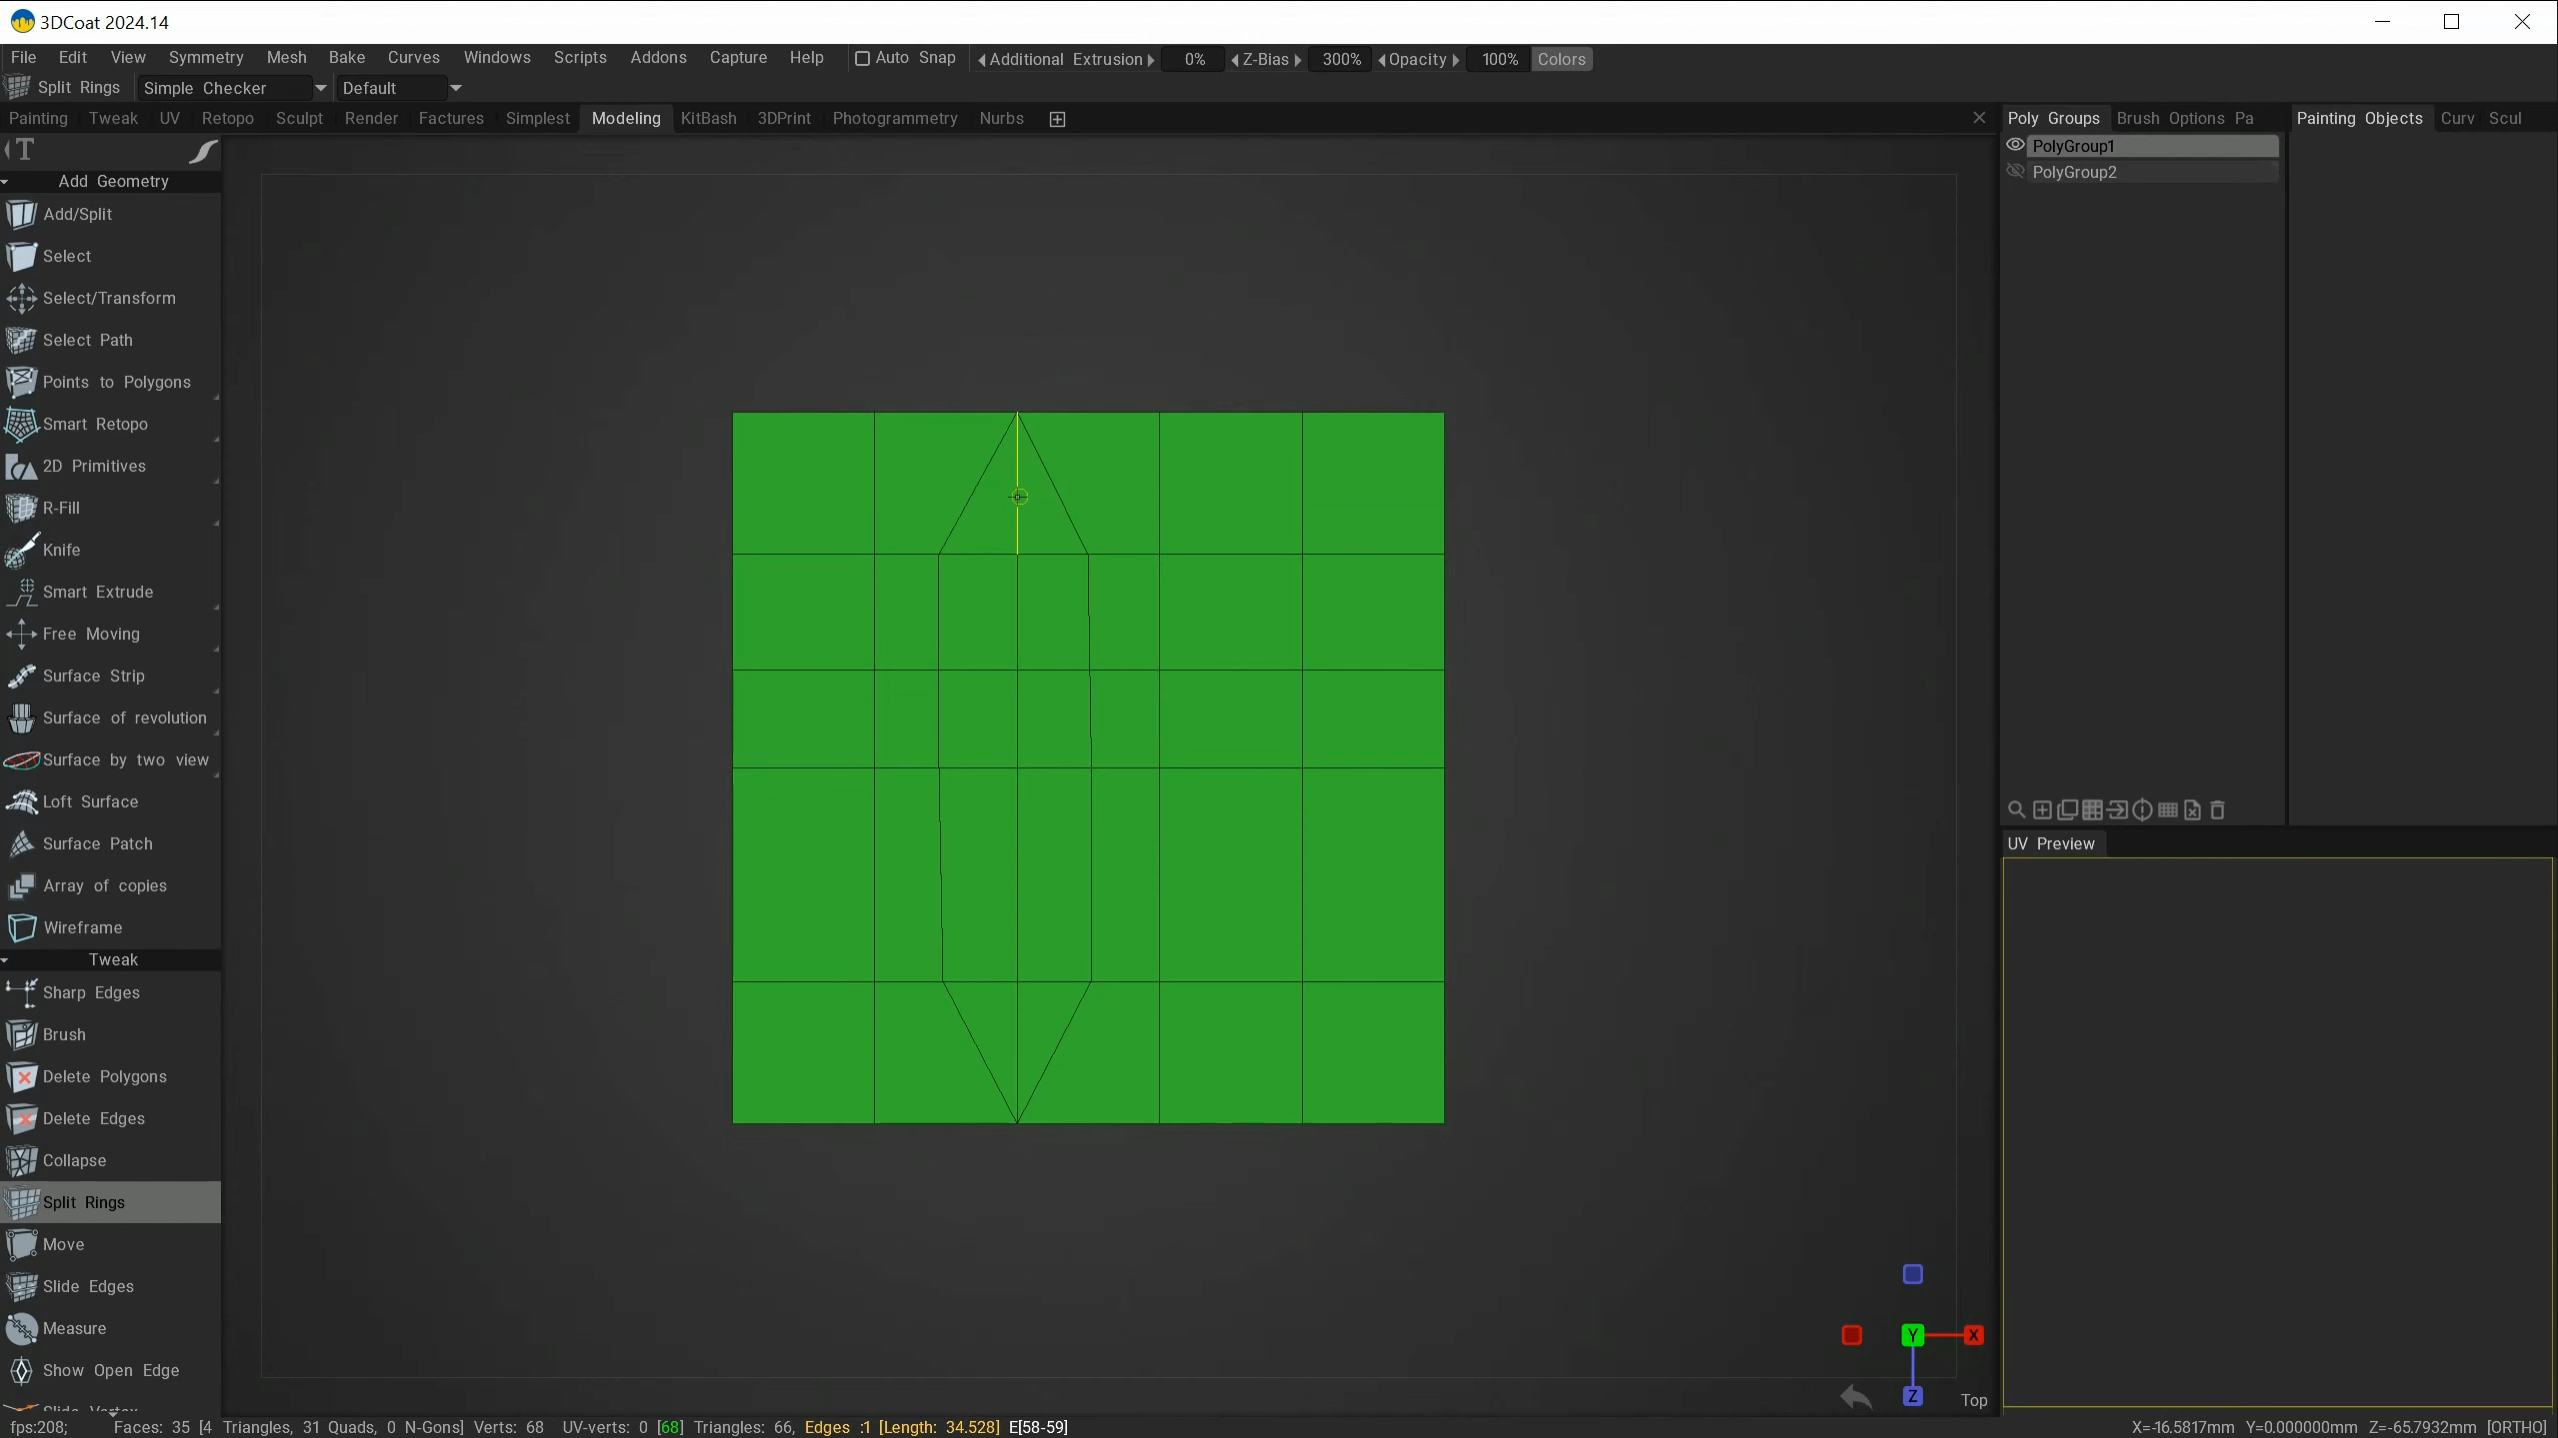 3DCoat 2024.14
File Edit View Symmetry Mesh Bake Curves Windows Scripts Addons Capture Help Auto Snap Additional Extrusion 0% Z-Bias 300% Opacity 100% Colors
Split Rings Simple Checker Default
Painting Tweak UV Retopo Sculpt Render Factures Simplest Modeling KitBash 3DPrint Photogrammetry Nurbs
Poly Groups Brush Options Pa Painting Objects Curv Scul
T
PolyGroup1
PolyGroup2
Add Geometry
Add/Split
Select
Select/Transform
Select Path
Points to Polygons
Smart Retopo
2D Primitives
R-Fill
Knife
Smart Extrude
Free Moving
Surface Strip
Surface of revolution
Surface by two view
Loft Surface
Surface Patch
Array of copies
Wireframe
Tweak
Sharp Edges
Brush
Delete Polygons
Delete Edges
Collapse
Split Rings
Move
Slide Edges
Measure
Show Open Edge
UV Preview
Y X
Z Top
fps:208; Faces: 35 [4 Triangles, 31 Quads, 0 N-Gons] Verts: 68 UV-verts: 0 [68] Triangles: 66, Edges :1 [Length: 34.528] E[58-59]
X=-16.5817mm Y=0.000000mm Z=-65.7932mm [ORTHO]